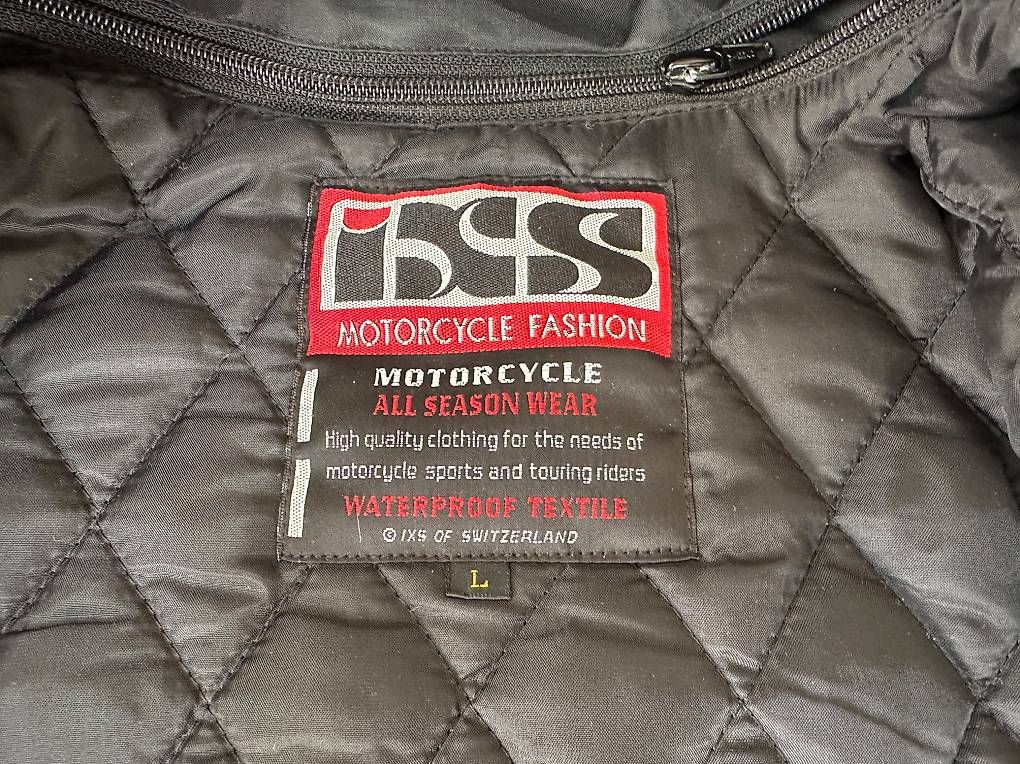 iXS
MOTORCYCLE FASHION
MOTORCYCLE
ALL SEASON WEAR
High quality clothing for the needs of
motorcycle sports and touring riders
WATERPROOF TEXTILE
© IXS OF SWITZERLAND
L